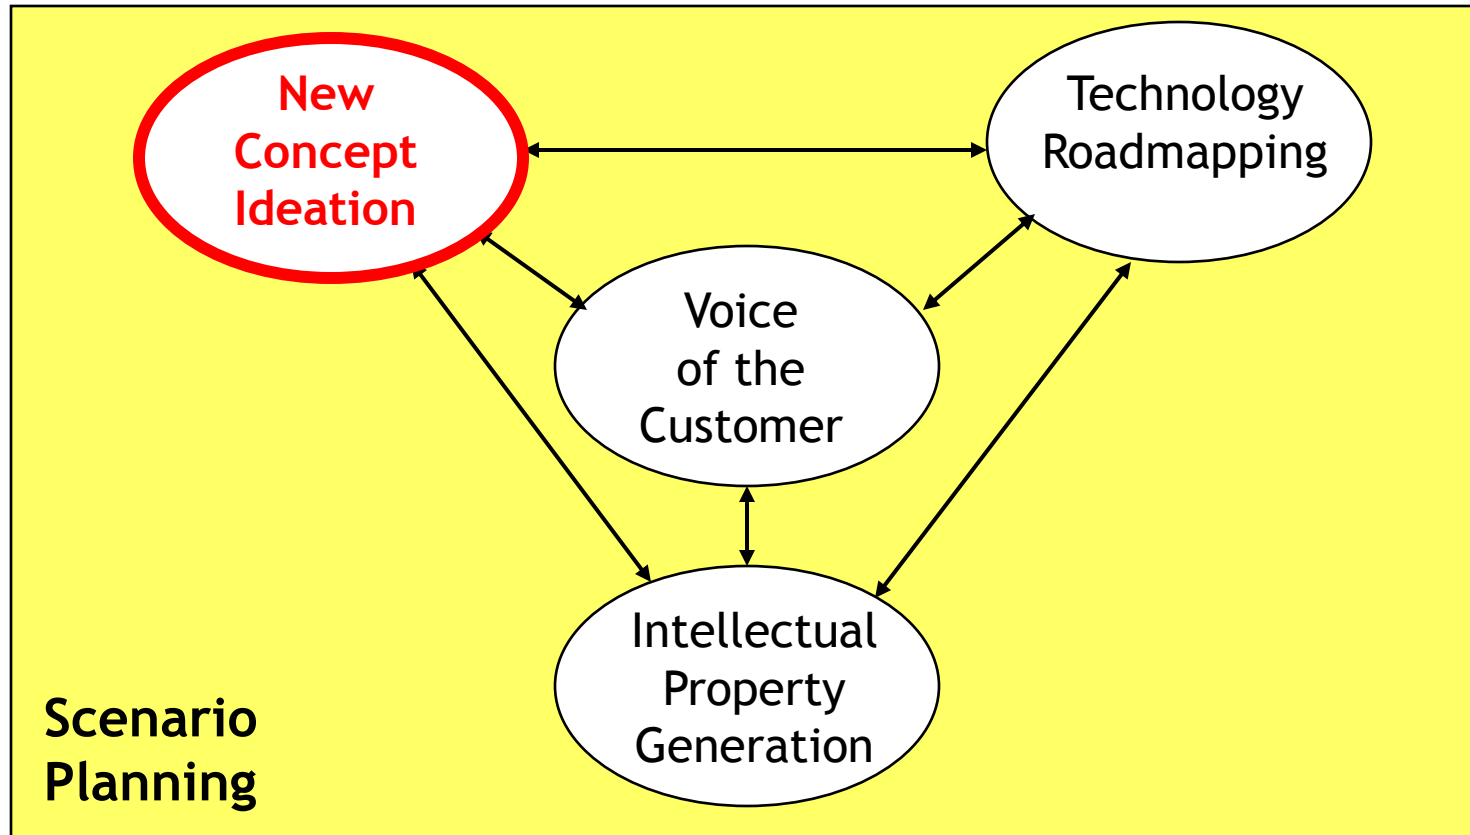 New
Concept
Ideation
Technology
Roadmapping
Voice
of the
Customer
Intellectual
Property
Generation
Scenario
Planning